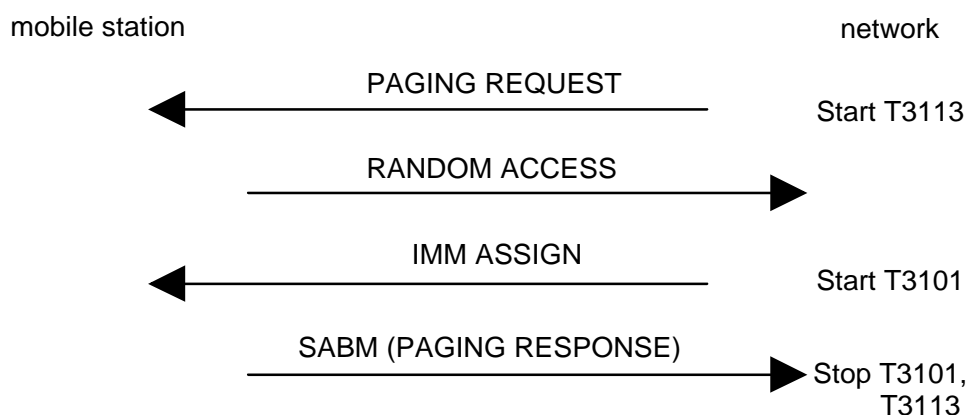 mobile station
network
PAGING REQUEST
Start T3113
RANDOM ACCESS
IMM ASSIGN
Start T3101
SABM (PAGING RESPONSE)
Stop T3101,
T3113